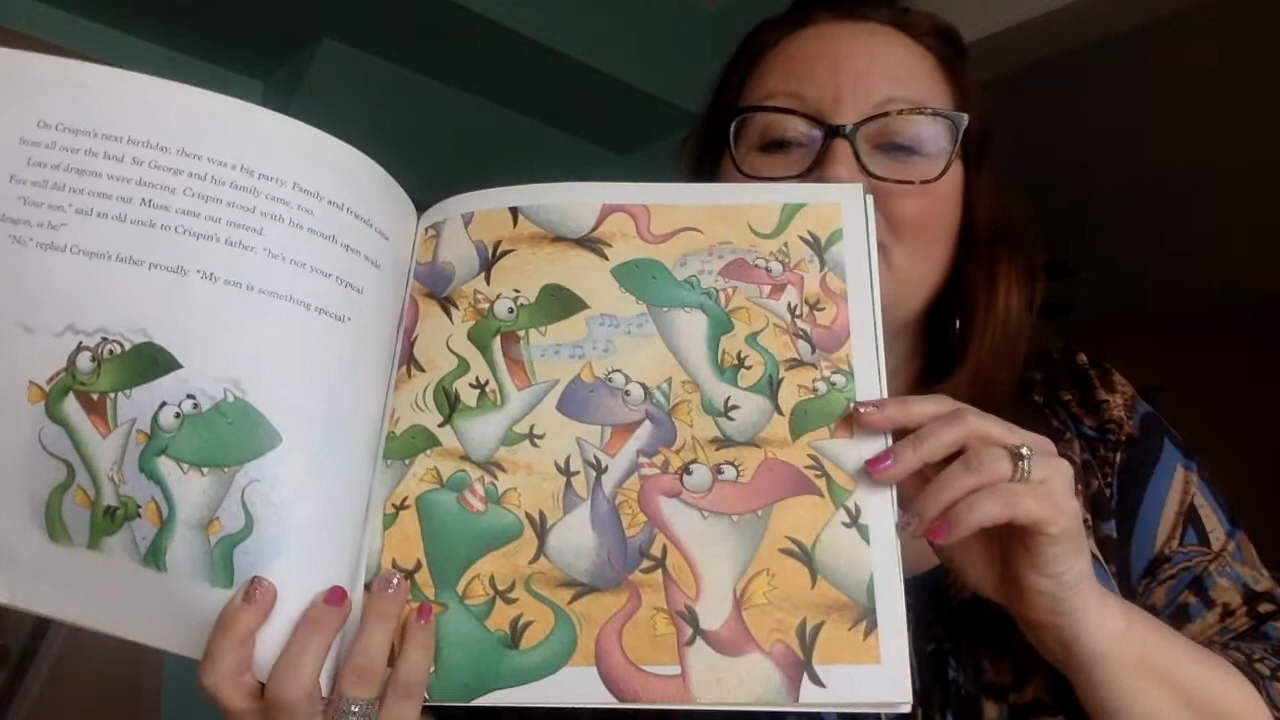 On Crispin's next birthday, there was a big party. Family and friends came
from all over the land. Sir George and his family came, too.
Lots of dragons were dancing. Crispin stood with his mouth open wide.
Fire still did not come out. Music came out instead.
"Your son," said an old uncle to Crispin's father, "he's not your typical
dragon, is he?"
"No," replied Crispin's father proudly. "My son is something special."